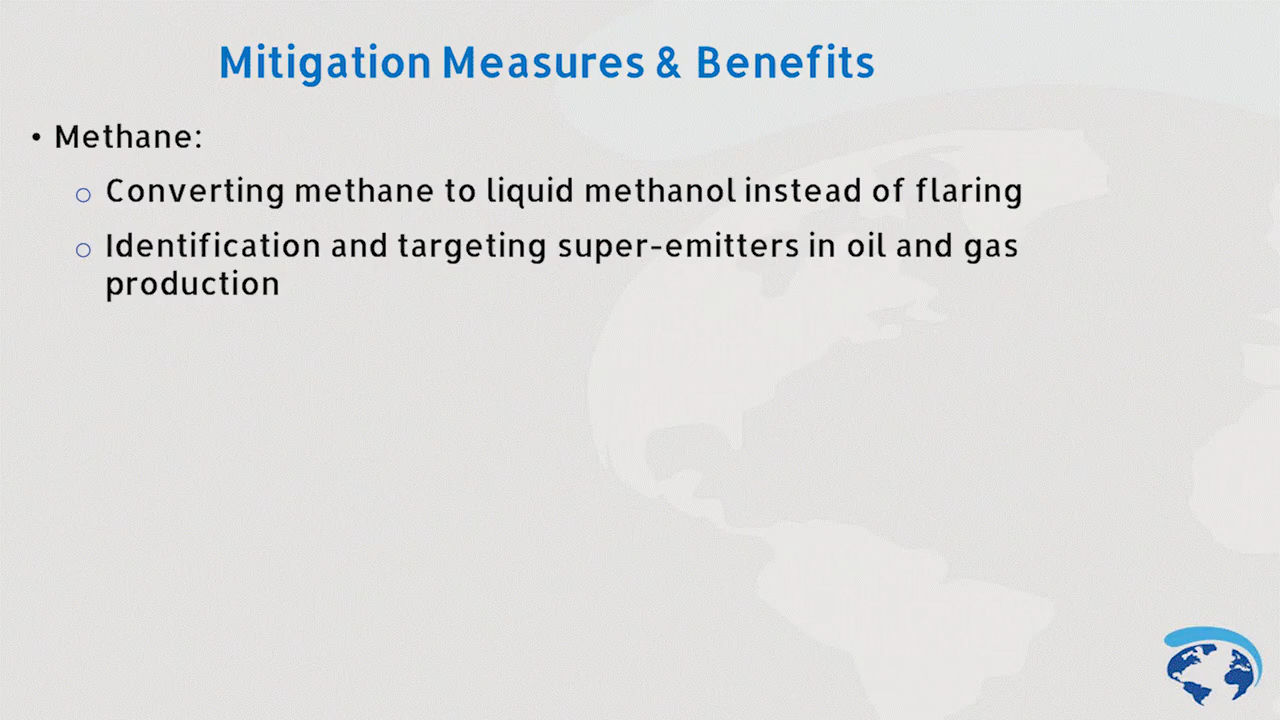 Mitigation Measures & Benefits
• Methane:
o Converting methane to liquid methanol instead of flaring
o Identification and targeting super-emitters in oil and gas
production